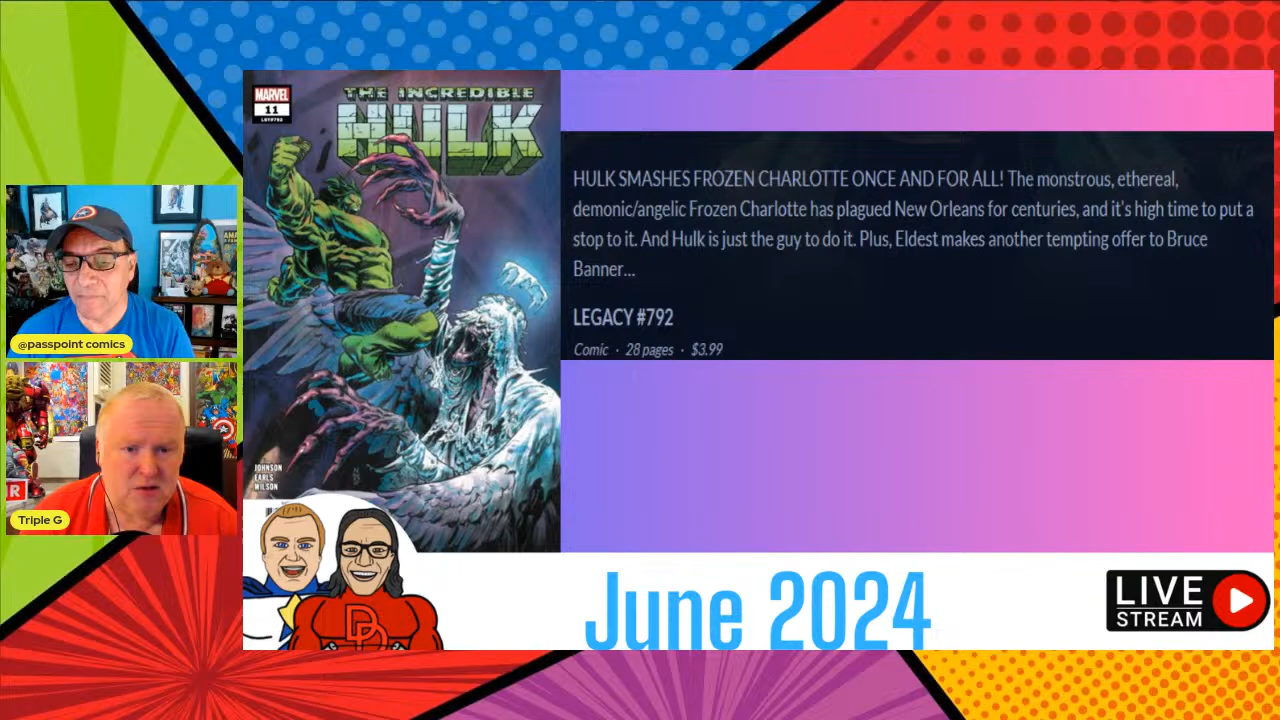 MARVEL
11
LGY#792
THE INCREDIBLE
HULK
JOHNSON
EARLS
WILSON
HULK SMASHES FROZEN CHARLOTTE ONCE AND FOR ALL! The monstrous, ethereal,
demonic/angelic Frozen Charlotte has plagued New Orleans for centuries, and it's high time to put a
stop to it. And Hulk is just the guy to do it. Plus, Eldest makes another tempting offer to Bruce
Banner...
LEGACY #792
Comic · 28 pages · $3.99
@passpoint comics
R
Triple G
DD
June 2024
LIVE
STREAM